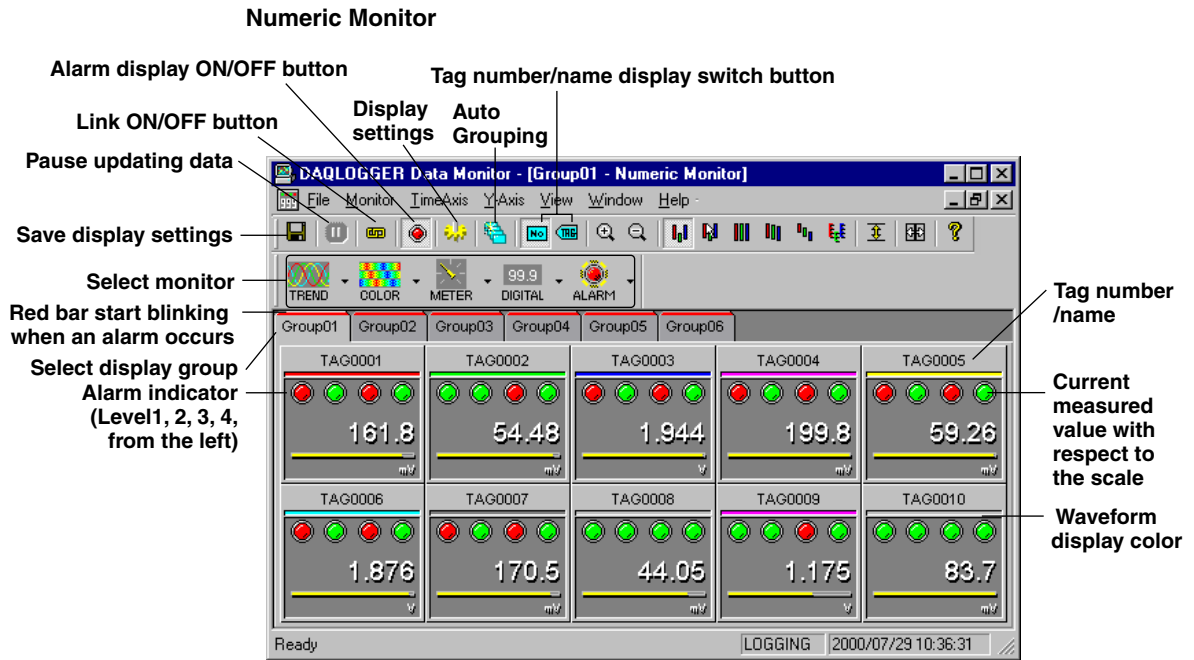 Numeric Monitor
Alarm display ON/OFF button
Tag number/name display switch button
Display settings
Auto Grouping
Link ON/OFF button
Pause updating data
DAQLOGGER Data Monitor - [Group01 - Numeric Monitor]
File Monitor TimeAxis Y-Axis View Window Help
Save display settings
No TAG
Select monitor
99.9
TREND COLOR METER DIGITAL ALARM
Red bar start blinking
when an alarm occurs
Tag number
/name
Group01 Group02 Group03 Group04 Group05 Group06
Select display group
TAG0001 TAG0002 TAG0003 TAG0004 TAG0005
Alarm indicator
(Level1, 2, 3, 4,
from the left)
Current
measured
value with
respect to
the scale
161.8 54.48 1.944 199.8 59.26
mV mV V mV mV
TAG0006 TAG0007 TAG0008 TAG0009 TAG0010
Waveform
display color
1.876 170.5 44.05 1.175 83.7
V mV mV V mV
Ready LOGGING 2000/07/29 10:36:31